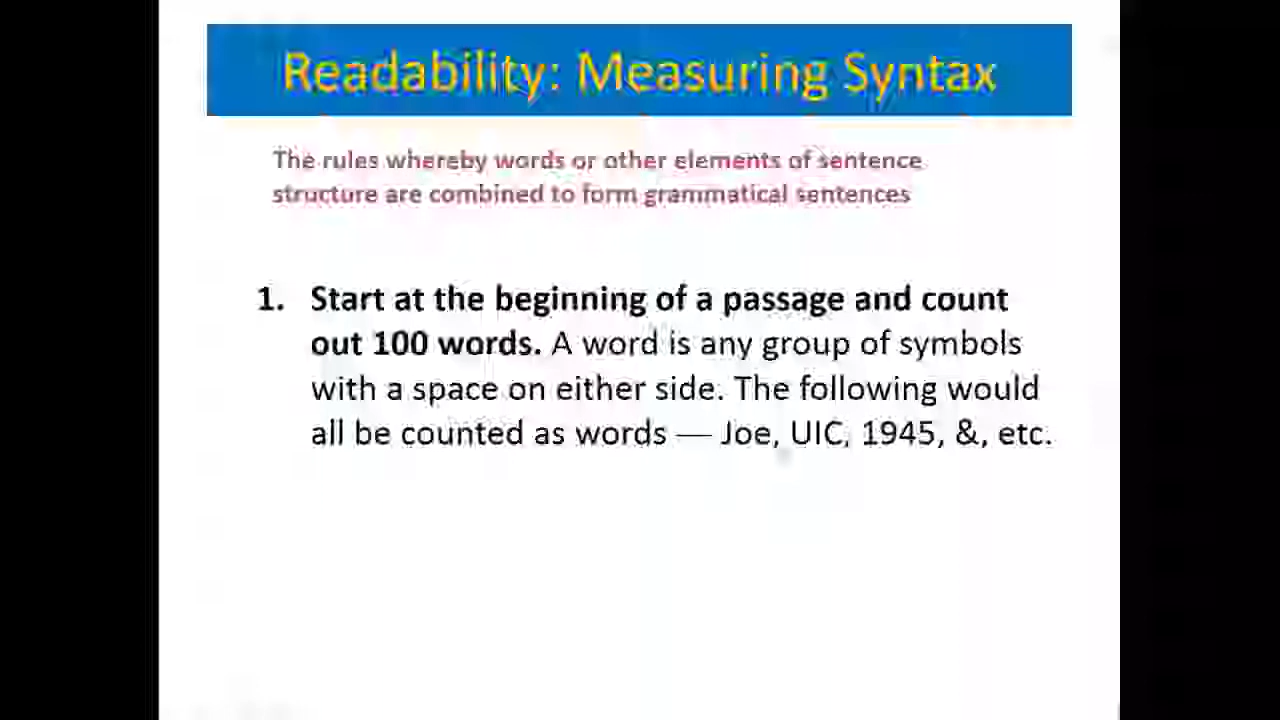 Readability: Measuring Syntax
The rules whereby words or other elements of sentence
structure are combined to form grammatical sentences
1. Start at the beginning of a passage and count
out 100 words. A word is any group of symbols
with a space on either side. The following would
all be counted as words — Joe, UIC, 1945, &, etc.